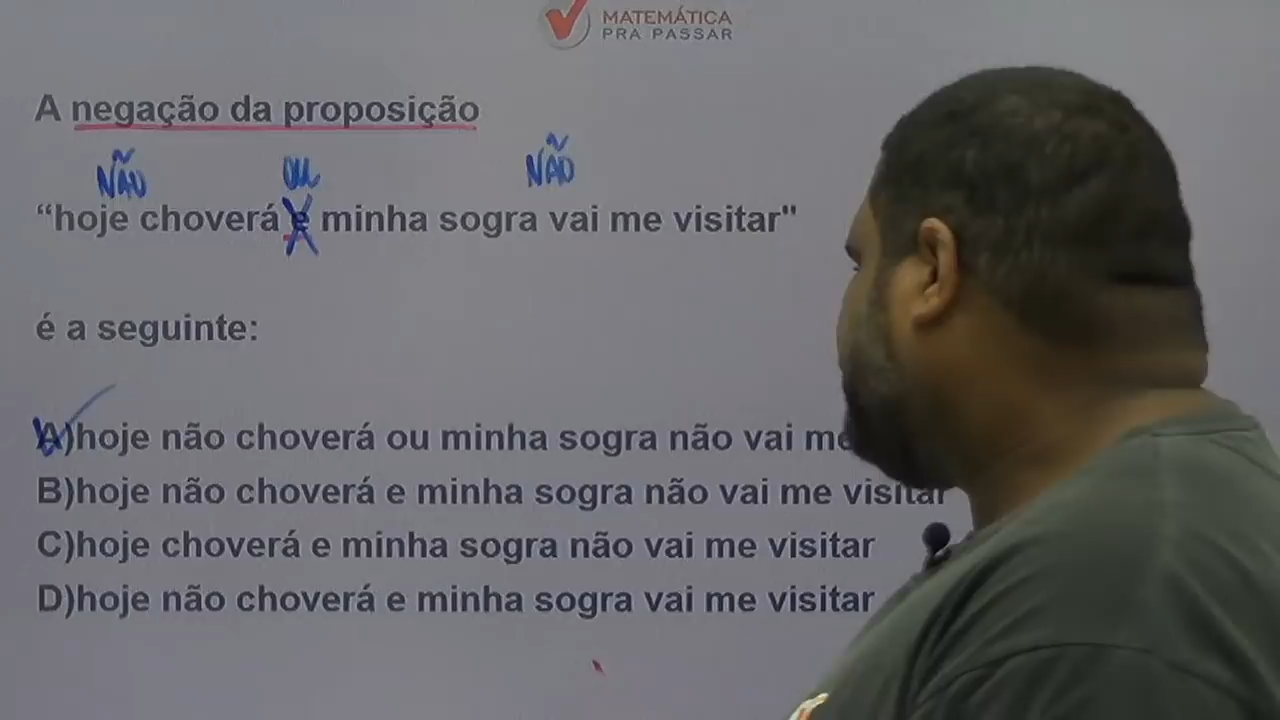 MATEMÁTICA
PRA PASSAR
A negação da proposição
NÃO ou NÃO
“hoje choverá e minha sogra vai me visitar"
é a seguinte:
A)hoje não choverá ou minha sogra não vai me
B)hoje não choverá e minha sogra não vai me visitar
C)hoje choverá e minha sogra não vai me visitar
D)hoje não choverá e minha sogra vai me visitar